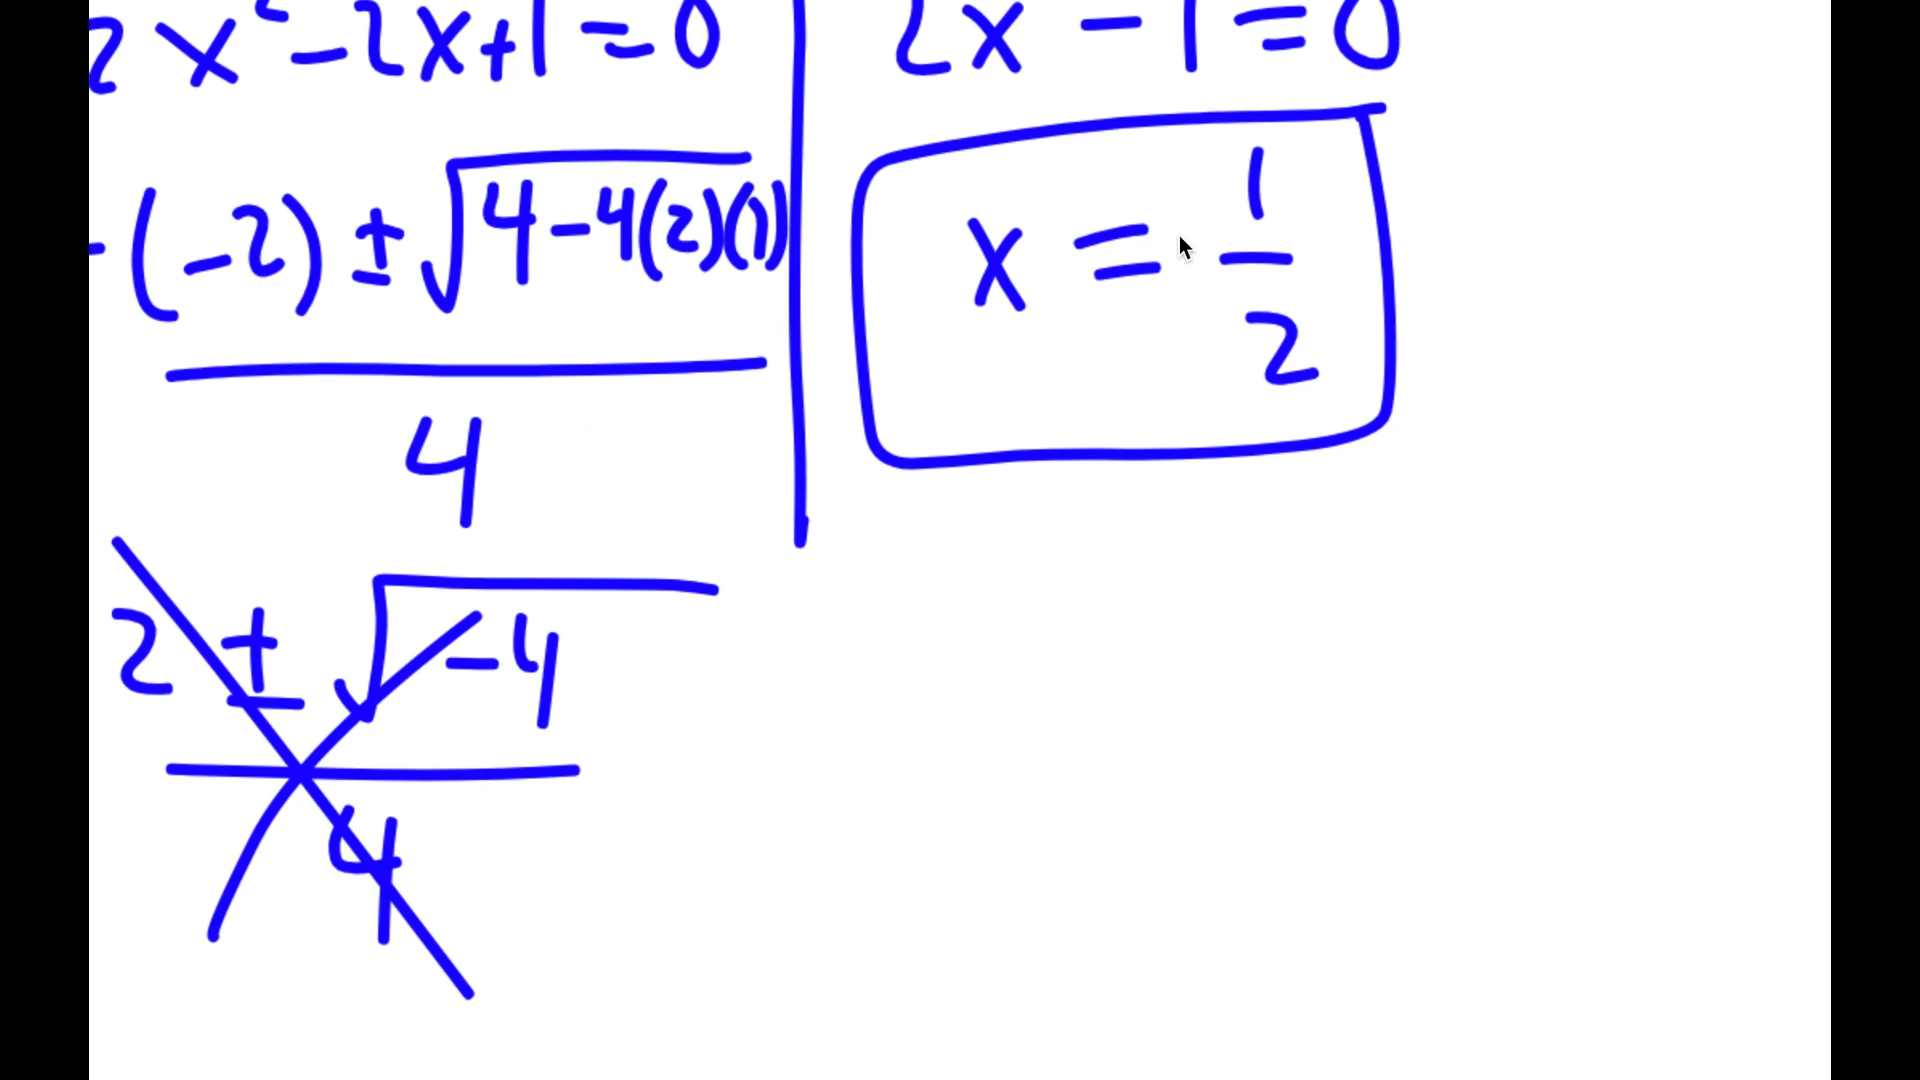 2x²-2x+1=0
-(-2)±√4-4(2)(1)
4
2±√-4
4
2x-1=0
x=1/2